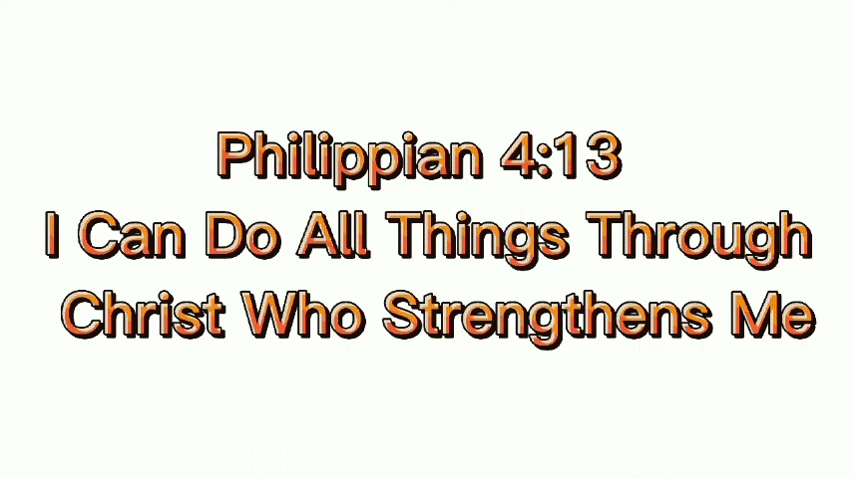 Philippian 4:13
I Can Do All Things Through
Christ Who Strengthens Me